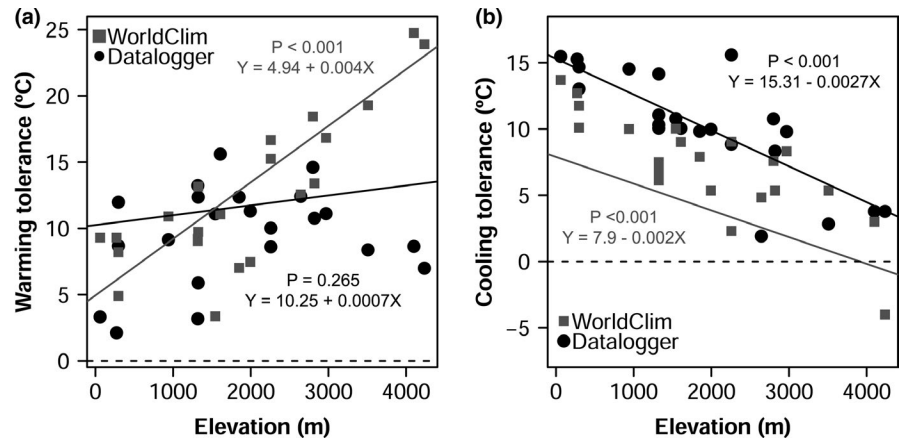 (a)
25
20
15
10
5
0
Warming tolerance (ºC)
WorldClim
Datalogger
P < 0.001
Y = 4.94 + 0.004X
P = 0.265
Y = 10.25 + 0.0007X
0 1000 2000 3000 4000
Elevation (m)
(b)
15
10
5
0
−5
Cooling tolerance (ºC)
P < 0.001
Y = 15.31 - 0.0027X
P <0.001
Y = 7.9 - 0.002X
WorldClim
Datalogger
0 1000 2000 3000 4000
Elevation (m)